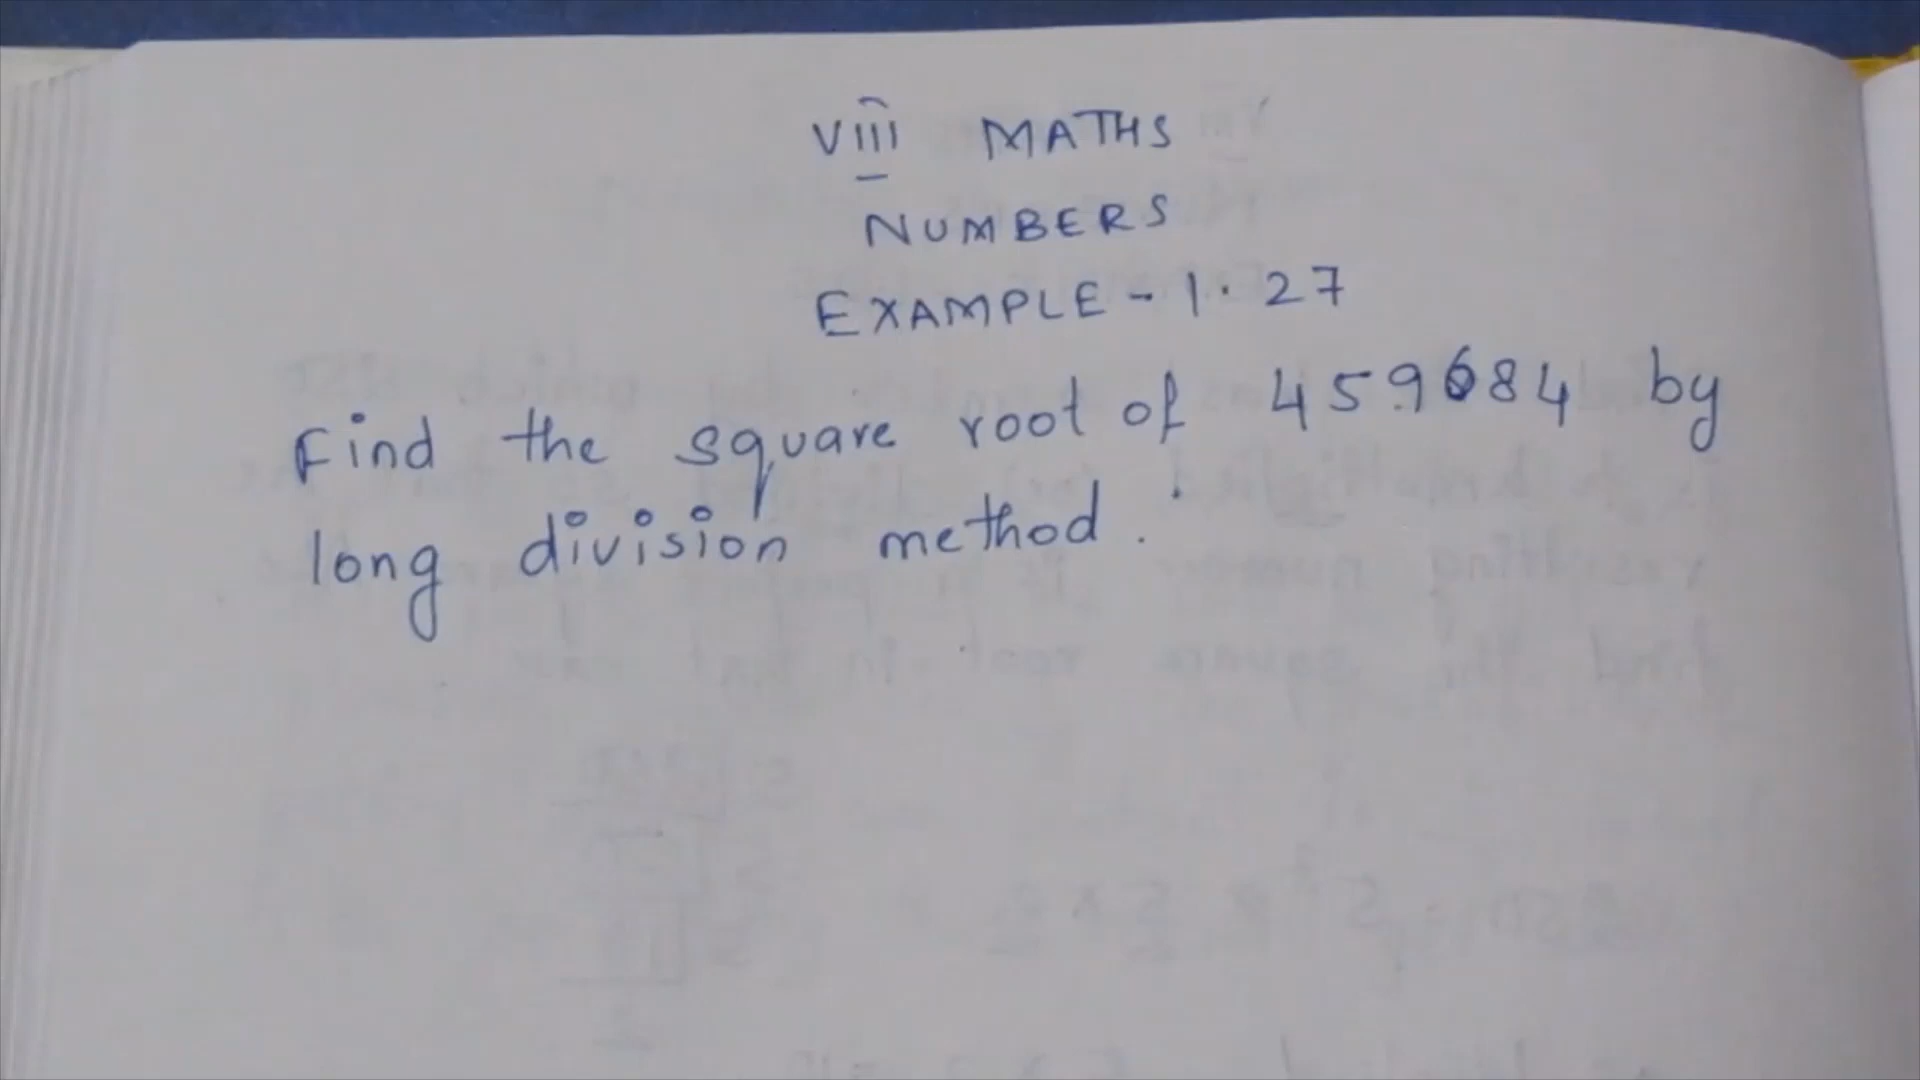 VIII MATHS
NUMBERS
EXAMPLE - 1.27
Find the square root of 459684 by
long division method.